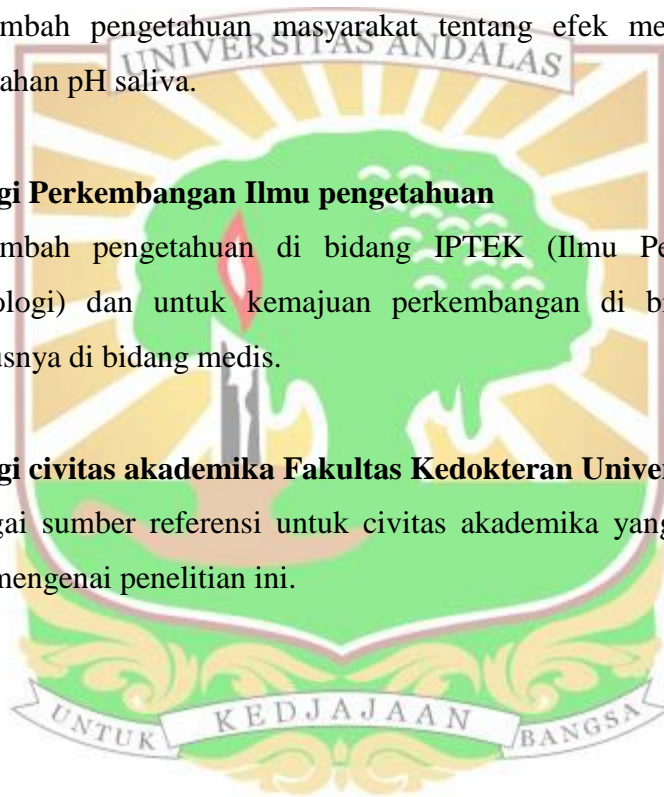 mbah pengetahuan masyarakat tentang efek me
UNIVERSITAS ANDALAS
ahan pH saliva.
gi Perkembangan Ilmu pengetahuan
mbah pengetahuan di bidang IPTEK (Ilmu Pe
ologi) dan untuk kemajuan perkembangan di bi
usnya di bidang medis.
gi civitas akademika Fakultas Kedokteran Univer
gai sumber referensi untuk civitas akademika yang
mengenai penelitian ini.
UNTUK KEDJAJAAN BANGSA